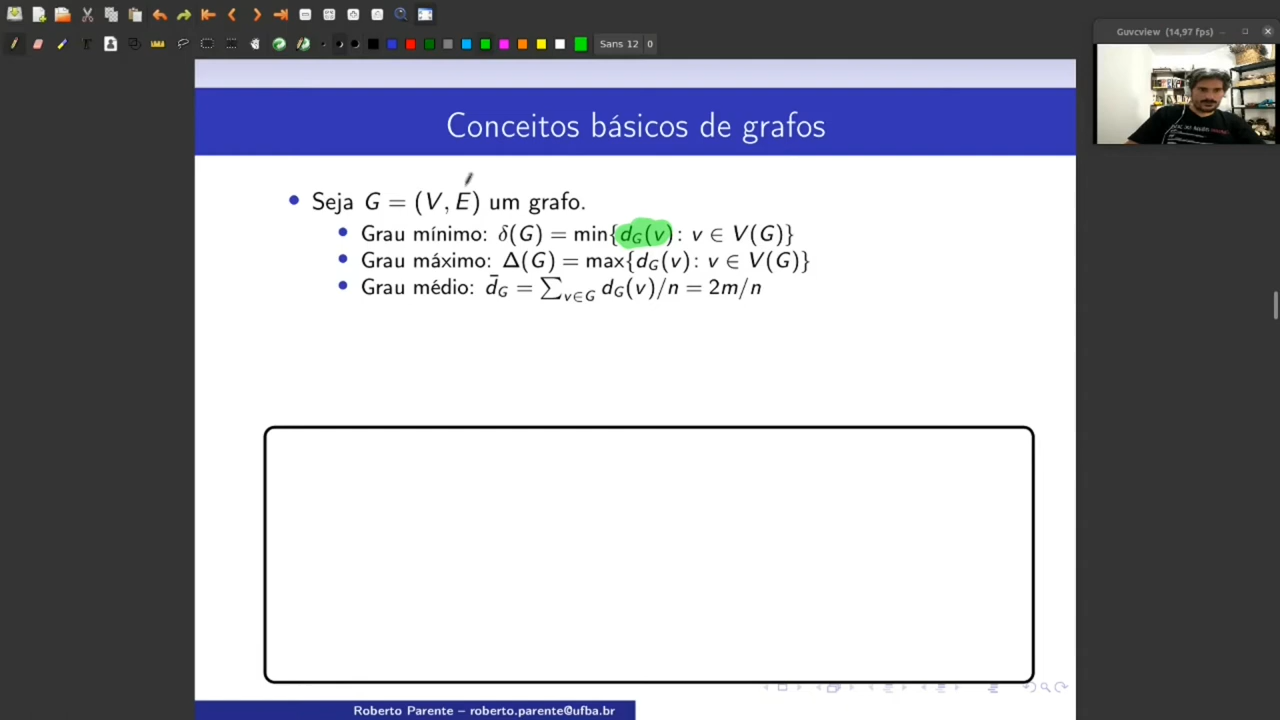 Sans 12 0
Guvcview (14,97 fps)
Conceitos básicos de grafos
Seja G = (V, E) um grafo.
Grau mínimo: δ(G) = min{d_G(v) : v ∈ V(G)}
Grau máximo: Δ(G) = max{d_G(v) : v ∈ V(G)}
Grau médio: d̄_G = ∑_{v∈G} d_G(v)/n = 2m/n
Roberto Parente – roberto.parente@ufba.br